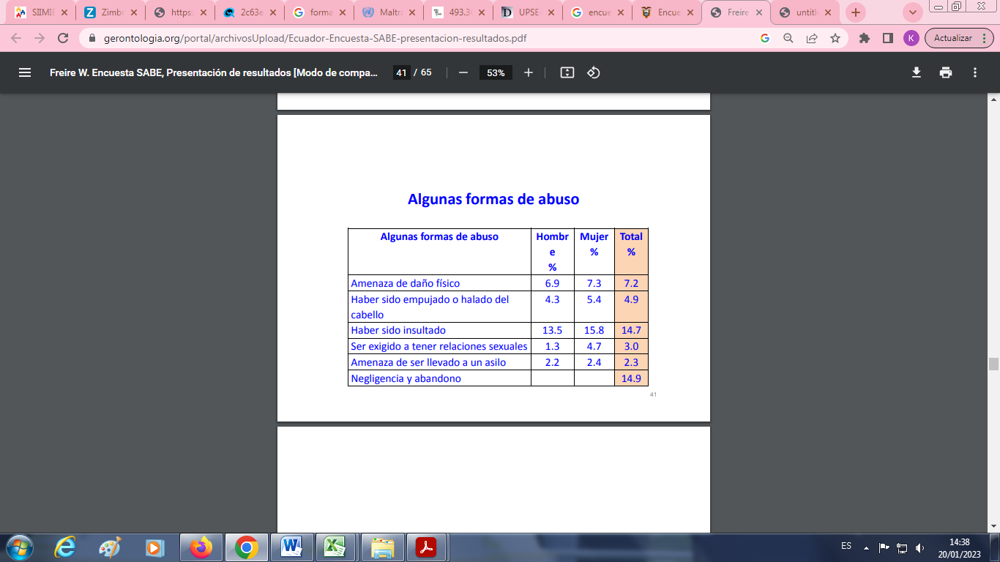 SIIMIE
Zimbr
https:
2c63e
forma
Maltra
493.3
UPSE-
encue
Encue
Freire
untitl
gerontologia.org/portal/archivosUpload/Ecuador-Encuesta-SABE-presentacion-resultados.pdf
K
Actualizar
Freire W. Encuesta SABE, Presentación de resultados [Modo de compa...
41 / 65
53%
Algunas formas de abuso
Algunas formas de abuso Hombr Mujer Total
e % %
%
Amenaza de daño físico 6.9 7.3 7.2
Haber sido empujado o halado del 4.3 5.4 4.9
cabello
Haber sido insultado 13.5 15.8 14.7
Ser exigido a tener relaciones sexuales 1.3 4.7 3.0
Amenaza de ser llevado a un asilo 2.2 2.4 2.3
Negligencia y abandono 14.9
41
ES
14:38
20/01/2023